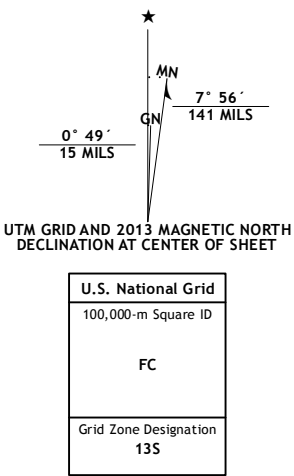 ★
MN
7° 56´
141 MILS
GN
0° 49´
15 MILS
UTM GRID AND 2013 MAGNETIC NORTH
DECLINATION AT CENTER OF SHEET
U.S. National Grid
100,000-m Square ID
FC
Grid Zone Designation
13S